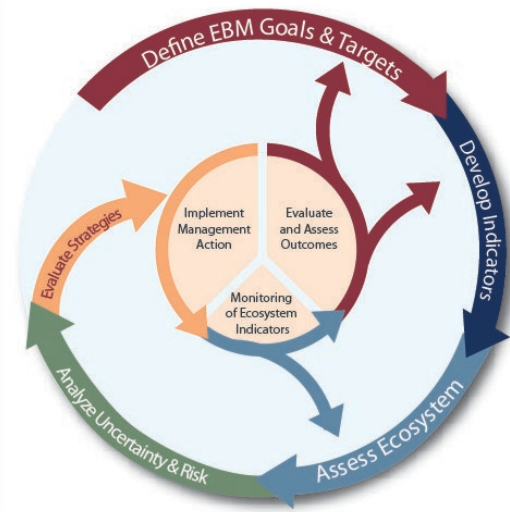 Define EBM Goals & Targets
Develop Indicators
Assess Ecosystem
Analyze Uncertainty & Risk
Evaluate Strategies
Implement
Management
Action
Evaluate
and Assess
Outcomes
Monitoring
of Ecosystem
Indicators